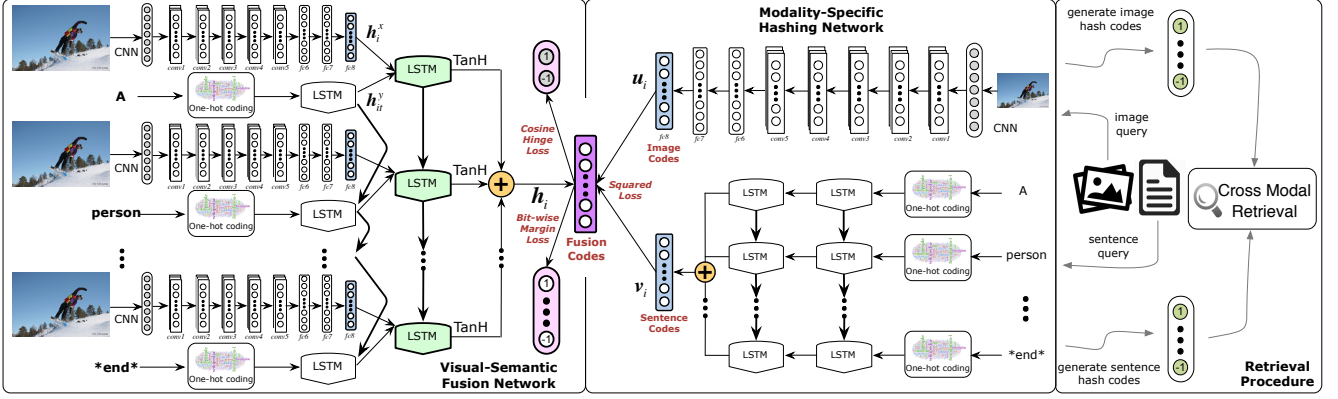 CNN
conv1
conv2
conv3
conv4
conv5
fc6
fc7
fc8
h_i^x
LSTM
TanH
A
One-hot coding
LSTM
h_{it}^y
CNN
conv1
conv2
conv3
conv4
conv5
fc6
fc7
fc8
LSTM
TanH
person
One-hot coding
LSTM
CNN
conv1
conv2
conv3
conv4
conv5
fc6
fc7
fc8
LSTM
TanH
*end*
One-hot coding
LSTM
Visual-Semantic
Fusion Network
1
-1
Cosine
Hinge
Loss
+
h_i
Bit-wise
Margin
Loss
1
-1
Fusion
Codes
Modality-Specific
Hashing Network
u_i
fc8
Image
Codes
fc7
fc6
conv5
conv4
conv3
conv2
conv1
CNN
Squared
Loss
v_i
Sentence
Codes
+
LSTM
LSTM
One-hot coding
A
LSTM
LSTM
One-hot coding
person
LSTM
LSTM
One-hot coding
*end*
generate image
hash codes
1
-1
image
query
Cross Modal
Retrieval
sentence
query
1
-1
generate sentence
hash codes
Retrieval
Procedure